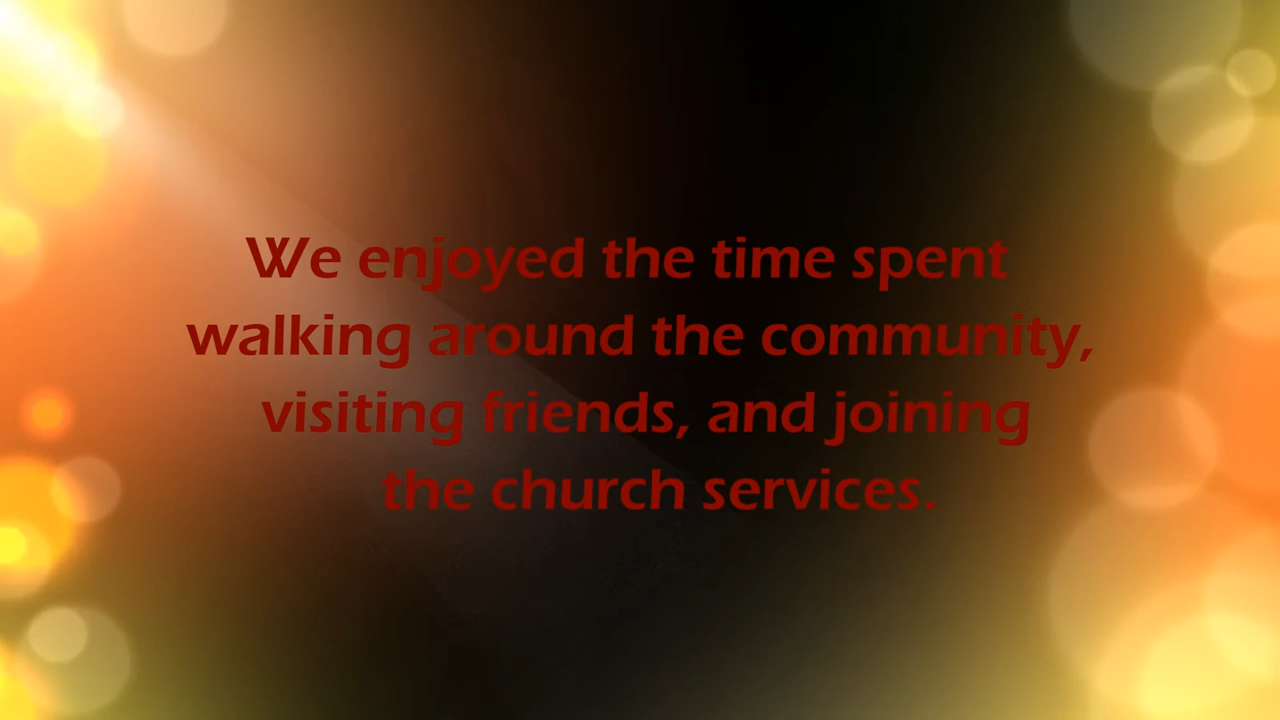 We enjoyed the time spent
walking around the community,
visiting friends, and joining
the church services.